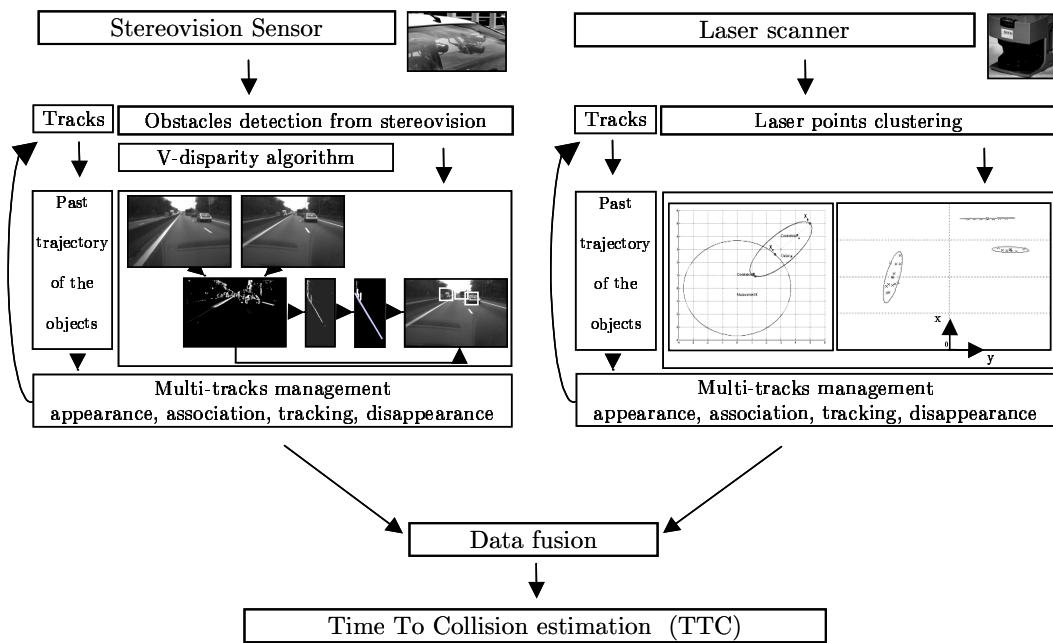 Stereovision Sensor
Laser scanner
Tracks
Obstacles detection from stereovision
V-disparity algorithm
Past
trajectory
of the
objects
Multi-tracks management
appearance, association, tracking, disappearance
Tracks
Laser points clustering
Past
trajectory
of the
objects
x
0
y
Multi-tracks management
appearance, association, tracking, disappearance
Data fusion
Time To Collision estimation (TTC)